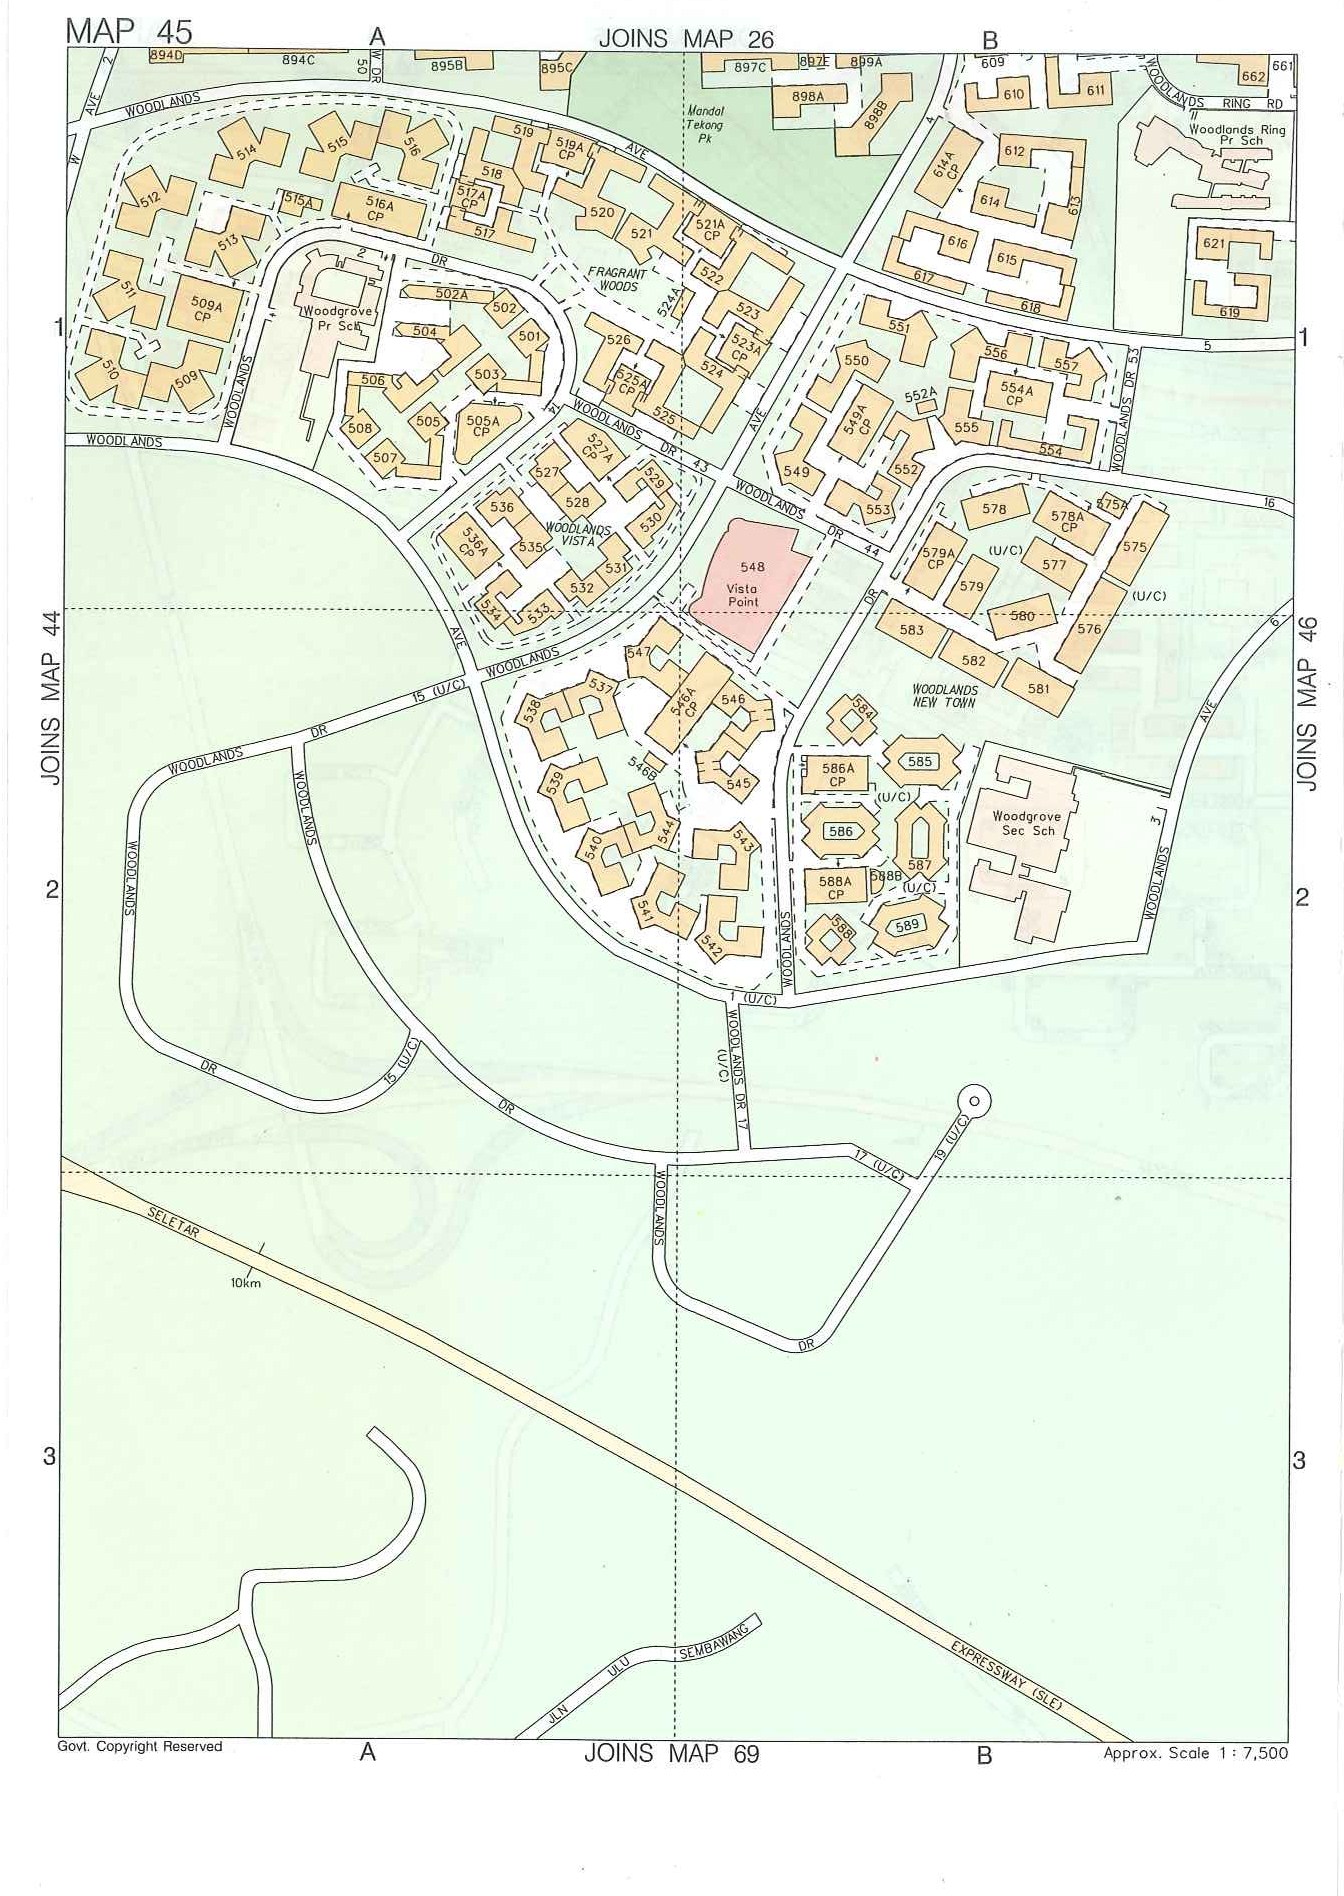 MAP 45
A
JOINS MAP 26
B
894D
894C
W DR
50
895B
895C
897C
897E
899A
898A
898B
609
610
611
WOODLANDS RING RD
662
661
2
W AVE
WOODLANDS
AVE
5
Mandai
Tekong
Pk
4
614A
CP
612
613
614
616
615
617
618
11
Woodlands Ring
Pr Sch
621
619
514
515
516
519
519A
CP
518
517A
CP
517
520
521
521A
CP
512
513
515A
516A
CP
511
509A
CP
510
509
2
Woodgrove
Pr Sch
DR
FRAGRANT
WOODS
524A
522
523
523A
CP
524
502A
502
501
504
503
506
505
505A
CP
508
507
526
525A
CP
525
1
1
551
550
552A
549A
CP
549
552
553
556
557
554A
CP
555
554
WOODLANDS DR 53
WOODLANDS
WOODLANDS
WOODLANDS DR 43
WOODLANDS DR 44
AVE
16
527A
CP
527
528
529
530
531
532
533
534
535
536
536A
CP
WOODLANDS
VISTA
548
Vista
Point
578
578A
CP
575A
575
579A
CP
(U/C)
577
579
580
576
(U/C)
583
582
581
WOODLANDS
NEW TOWN
JOINS MAP 44
JOINS MAP 46
AVE
WOODLANDS
WOODLANDS DR 15 (U/C)
547
537
538
546A
CP
546
546B
545
539
544
540
543
541
542
DR
584
586A
CP
585
(U/C)
586
587
588A
CP
588B
(U/C)
588
589
Woodgrove
Sec Sch
6
AVE
3
WOODLANDS
2
2
WOODLANDS
WOODLANDS
WOODLANDS
1 (U/C)
WOODLANDS DR 17
(U/C)
DR
15 (U/C)
DR
17 (U/C)
19 (U/C)
WOODLANDS
DR
SELETAR
10km
3
3
EXPRESSWAY (SLE)
JLN ULU SEMBAWANG
Govt. Copyright Reserved
A
JOINS MAP 69
B
Approx. Scale 1 : 7,500